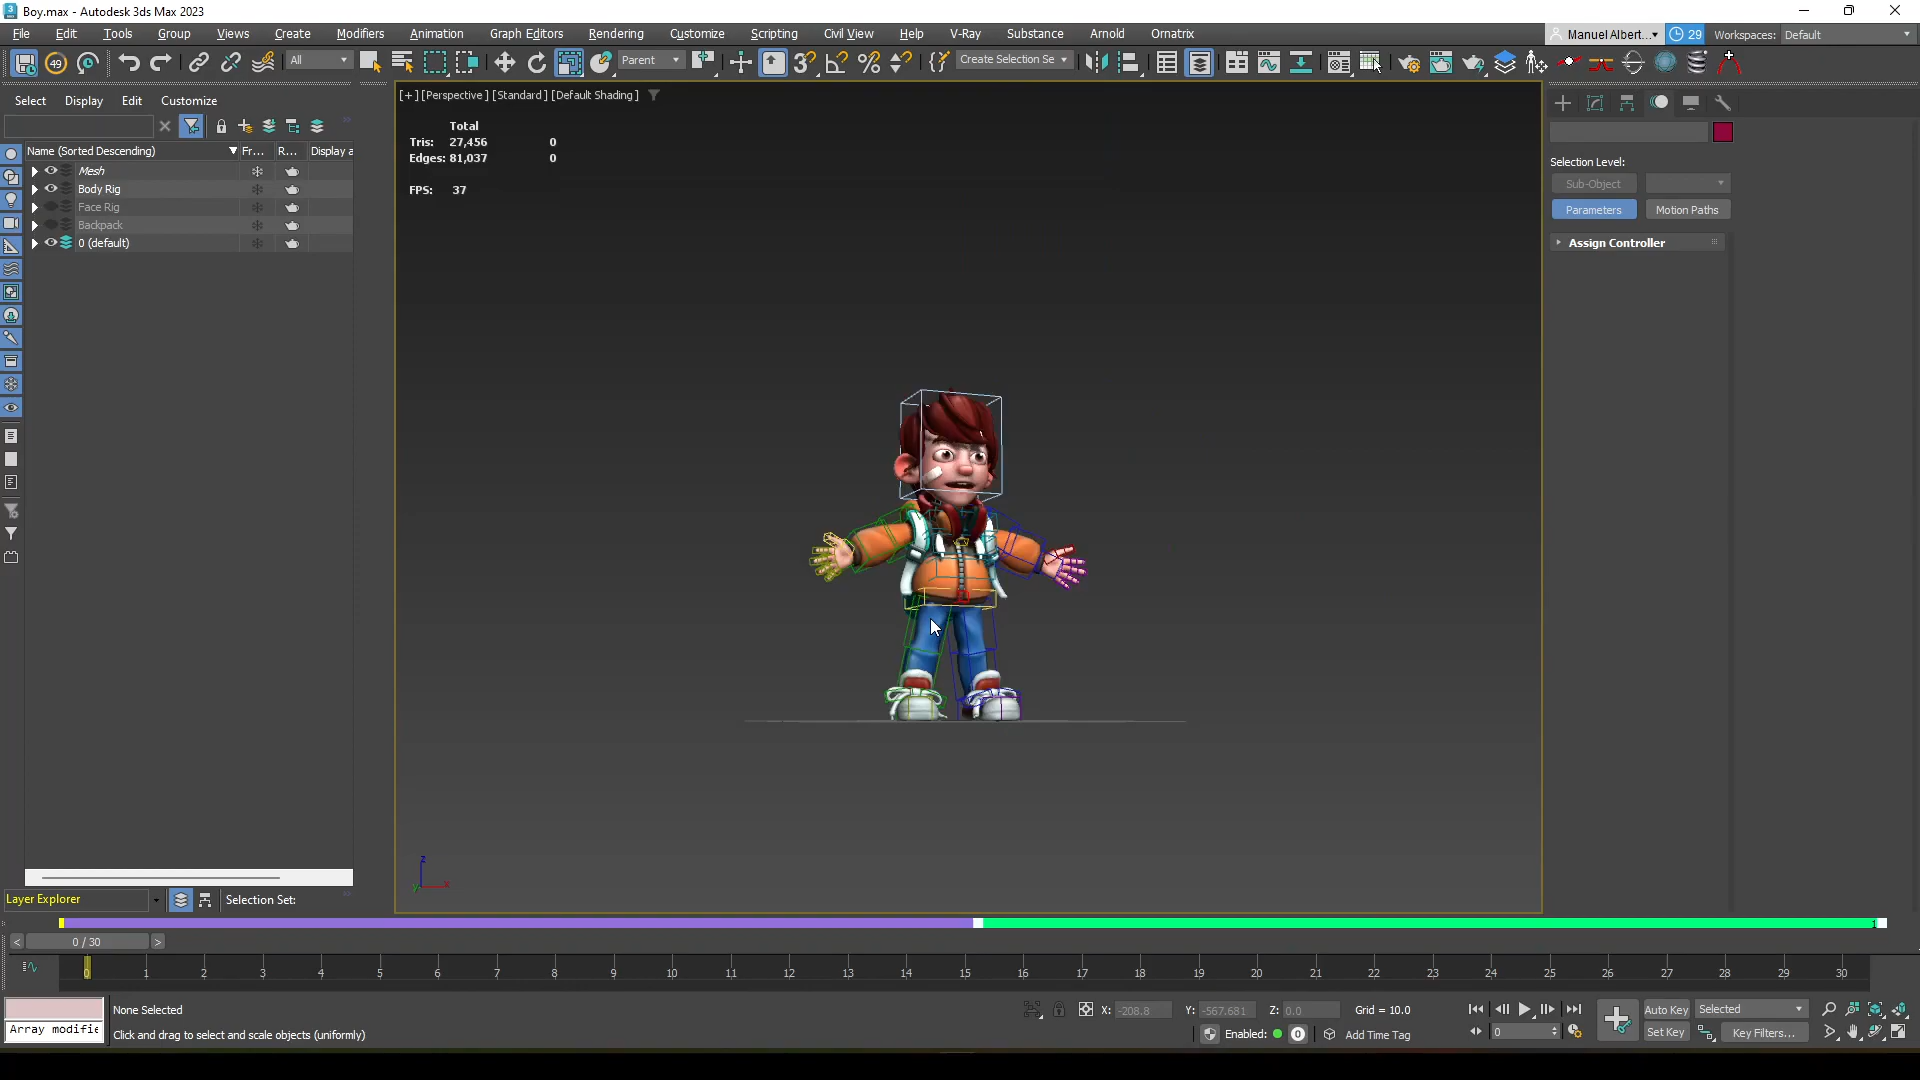 Boy.max - Autodesk 3ds Max 2023
File Edit Tools Group Views Create Modifiers Animation Graph Editors Rendering Customize Scripting Civil View Help V-Ray Substance Arnold Ornatrix Manuel Albert... 29 Workspaces: Default
49 All Parent Create Selection Se
Select Display Edit Customize
[+] [Perspective] [Standard] [Default Shading]
Name (Sorted Descending) Fr... R... Display a
Mesh
Body Rig
Face Rig
Backpack
0 (default)
Total
Tris: 27,456 0
Edges: 81,037 0
FPS: 37
z
y x
Selection Level:
Sub-Object
Parameters Motion Paths
Assign Controller
Layer Explorer Selection Set:
1
< 0 / 30 >
0 1 2 3 4 5 6 7 8 9 10 11 12 13 14 15 16 17 18 19 20 21 22 23 24 25 26 27 28 29 30
None Selected X: -208.8 Y: -567.681 Z: 0.0 Grid = 10.0 Auto Key Selected
Array modifie Click and drag to select and scale objects (uniformly) Enabled: 0 Add Time Tag 0 Set Key Key Filters...